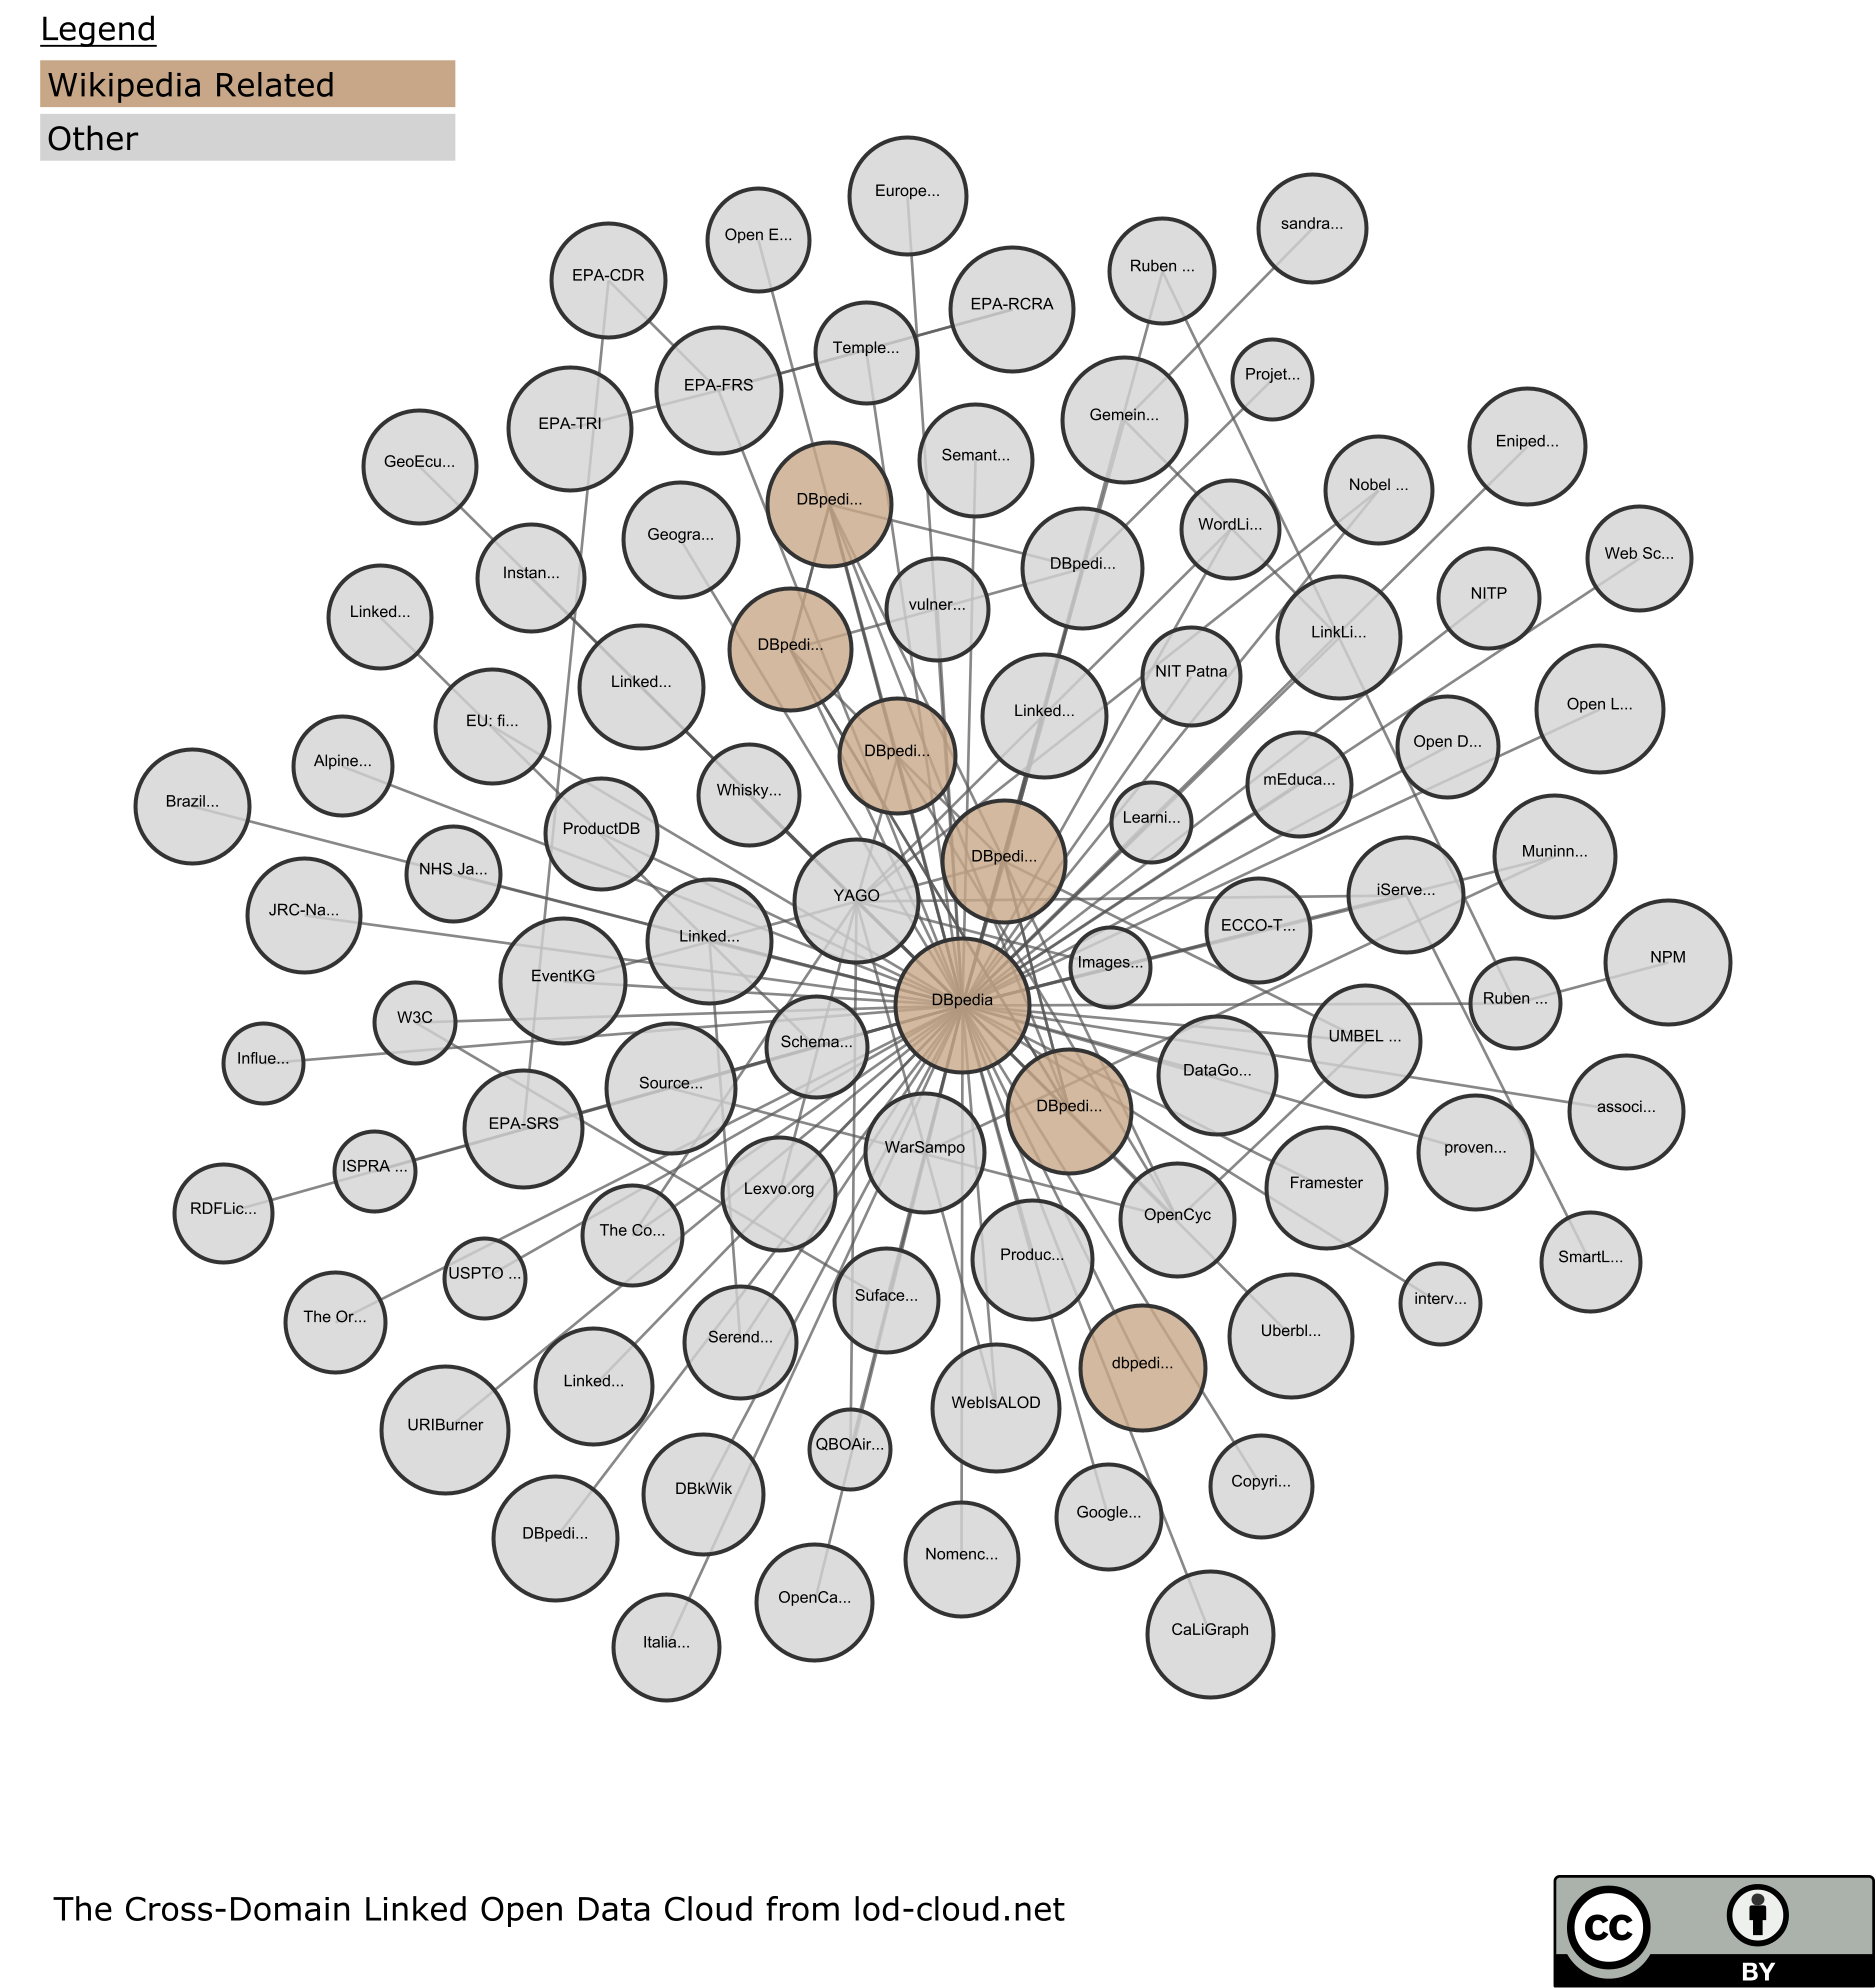 Legend
Wikipedia Related
Other
Europe...
sandra...
Open E...
Ruben ...
EPA-CDR
EPA-RCRA
Temple...
Projet...
EPA-FRS
Gemein...
EPA-TRI
Eniped...
Semant...
GeoEcu...
Nobel ...
DBpedi...
WordLi...
Geogra...
Web Sc...
DBpedi...
Instan...
NITP
vulner...
Linked...
LinkLi...
DBpedi...
NIT Patna
Linked...
Open L...
Linked...
EU: fi...
Open D...
DBpedi...
Alpine...
mEduca...
Whisky...
Brazil...
Learni...
ProductDB
Muninn...
DBpedi...
NHS Ja...
iServe...
YAGO
JRC-Na...
ECCO-T...
Linked...
NPM
Images...
EventKG
Ruben ...
DBpedia
W3C
UMBEL ...
Schema...
Influe...
DataGo...
Source...
DBpedi...
associ...
EPA-SRS
WarSampo
proven...
ISPRA ...
Framester
Lexvo.org
RDFLic...
OpenCyc
The Co...
Produc...
SmartL...
USPTO ...
Suface...
interv...
The Or...
Uberbl...
Serend...
dbpedi...
Linked...
WebIsALOD
URIBurner
QBOAir...
Copyri...
DBkWik
Google...
DBpedi...
Nomenc...
OpenCa...
CaLiGraph
Italia...
The Cross-Domain Linked Open Data Cloud from lod-cloud.net
cc
BY